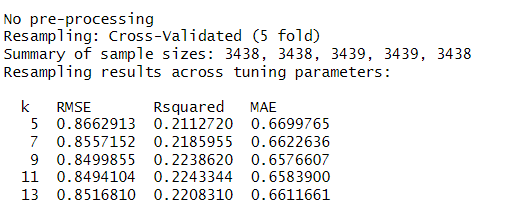 No pre-processing
Resampling: Cross-Validated (5 fold)
Summary of sample sizes: 3438, 3438, 3439, 3439, 3438
Resampling results across tuning parameters:
k RMSE Rsquared MAE
5 0.8662913 0.2112720 0.6699765
7 0.8557152 0.2185955 0.6622636
9 0.8499855 0.2238620 0.6576607
11 0.8494104 0.2243344 0.6583900
13 0.8516810 0.2208310 0.6611661